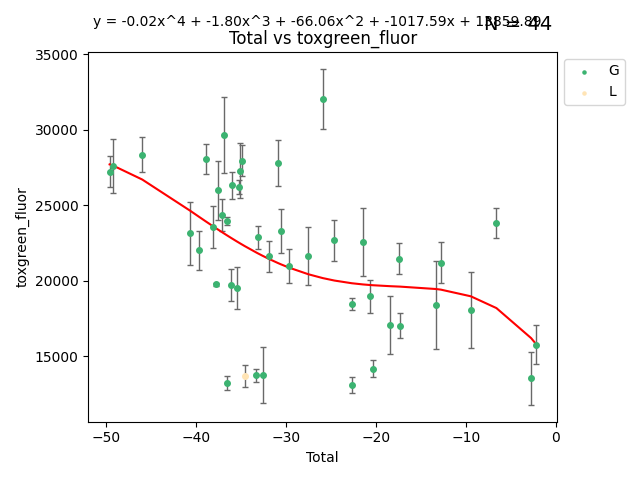 y = -0.02x^4 + -1.80x^3 + -66.06x^2 + -1017.59x + 13859.89
N = 44
Total vs toxgreen_fluor
35000
30000
25000
20000
15000
toxgreen_fluor
−50
−40
−30
−20
−10
0
Total
G
L